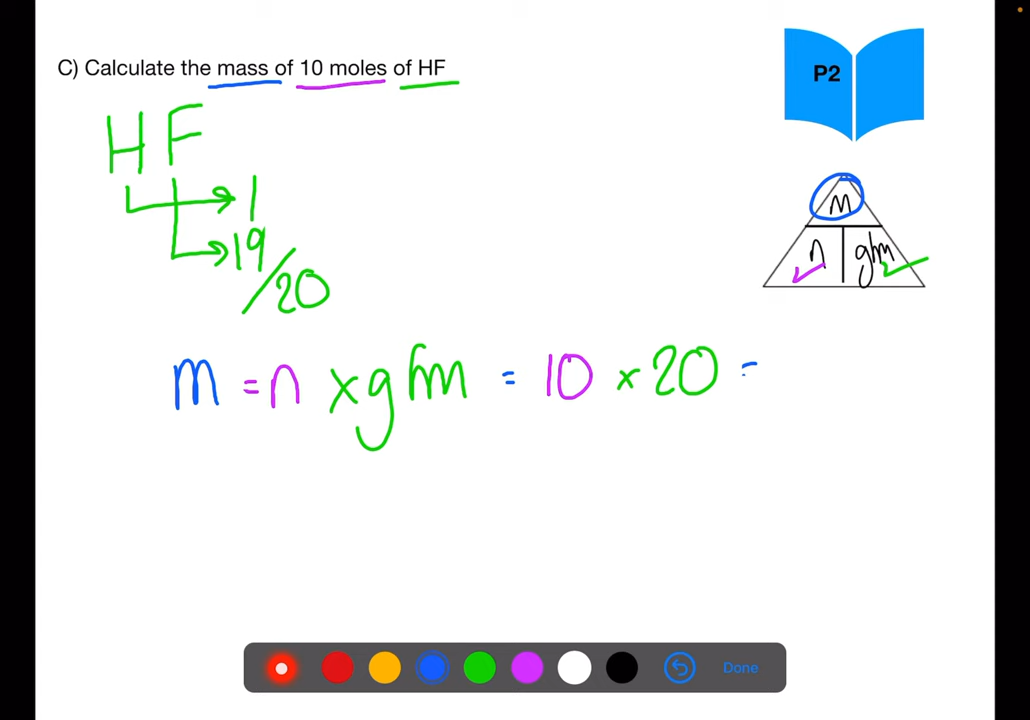 C) Calculate the mass of 10 moles of HF
P2
HF
1
19
/20
m
n gfm
m = n x gfm = 10 x 20 =
Done